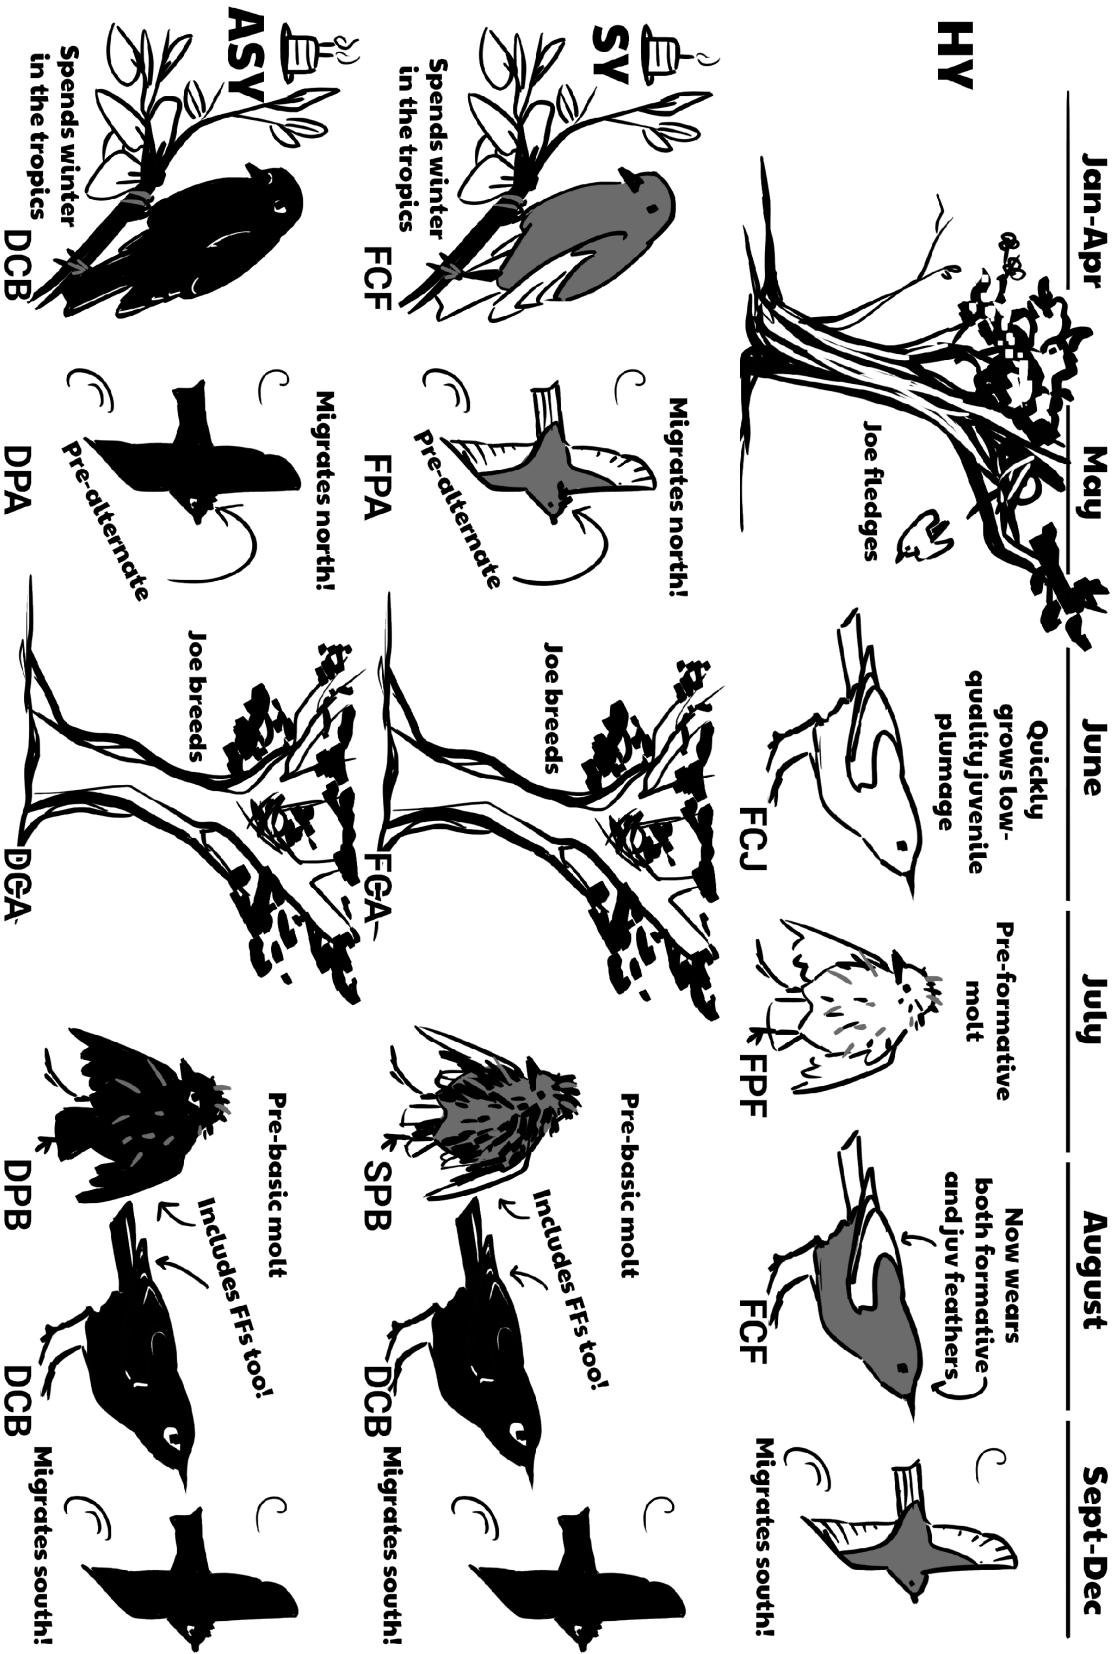 Jan-Apr
May
June
July
August
Sept-Dec
HY
Joe fledges
Quickly
grows low-
quality juvenile
plumage
FCJ
Pre-formative
molt
FPF
Now wears
both formative
and juv feathers
FCF
Migrates south!
SY
Spends winter
in the tropics
FCF
Migrates north!
Pre-alternate
FPA
Joe breeds
FCA
Pre-basic molt
Includes FFs too!
SPB
DCB
Migrates south!
ASY
Spends winter
in the tropics
DCB
Migrates north!
Pre-alternate
DPA
Joe breeds
DCA
Pre-basic molt
Includes FFs too!
DPB
DCB
Migrates south!